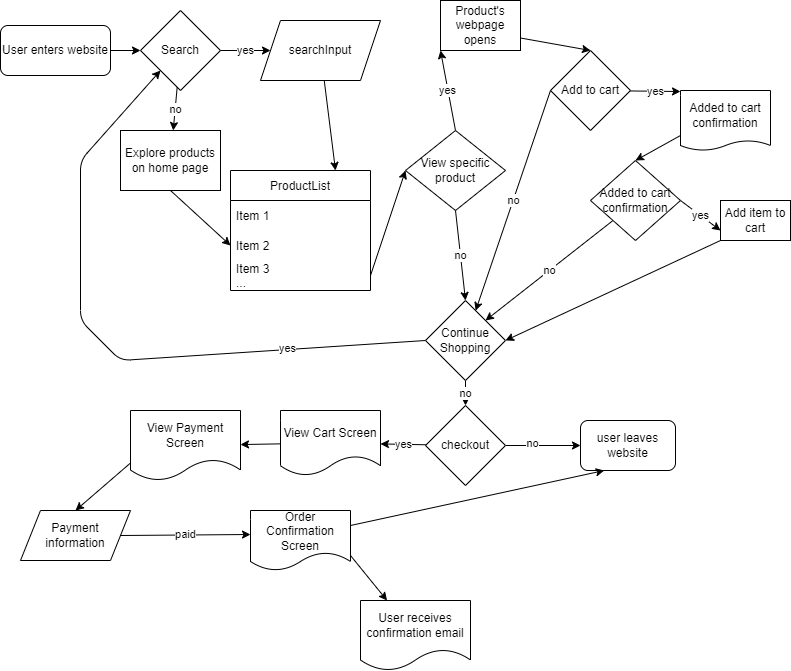 User enters website
Search
yes
searchInput
Product's
webpage
opens
Add to cart
yes
Added to cart
confirmation
yes
no
Explore products
on home page
ProductList
Item 1
Item 2
Item 3
...
View specific
product
no
Added to cart
confirmation
yes
Add item to
cart
no
no
Continue
Shopping
yes
no
View Payment
Screen
View Cart Screen
yes
checkout
no
user leaves
website
Payment
information
paid
Order
Confirmation
Screen
User receives
confirmation email